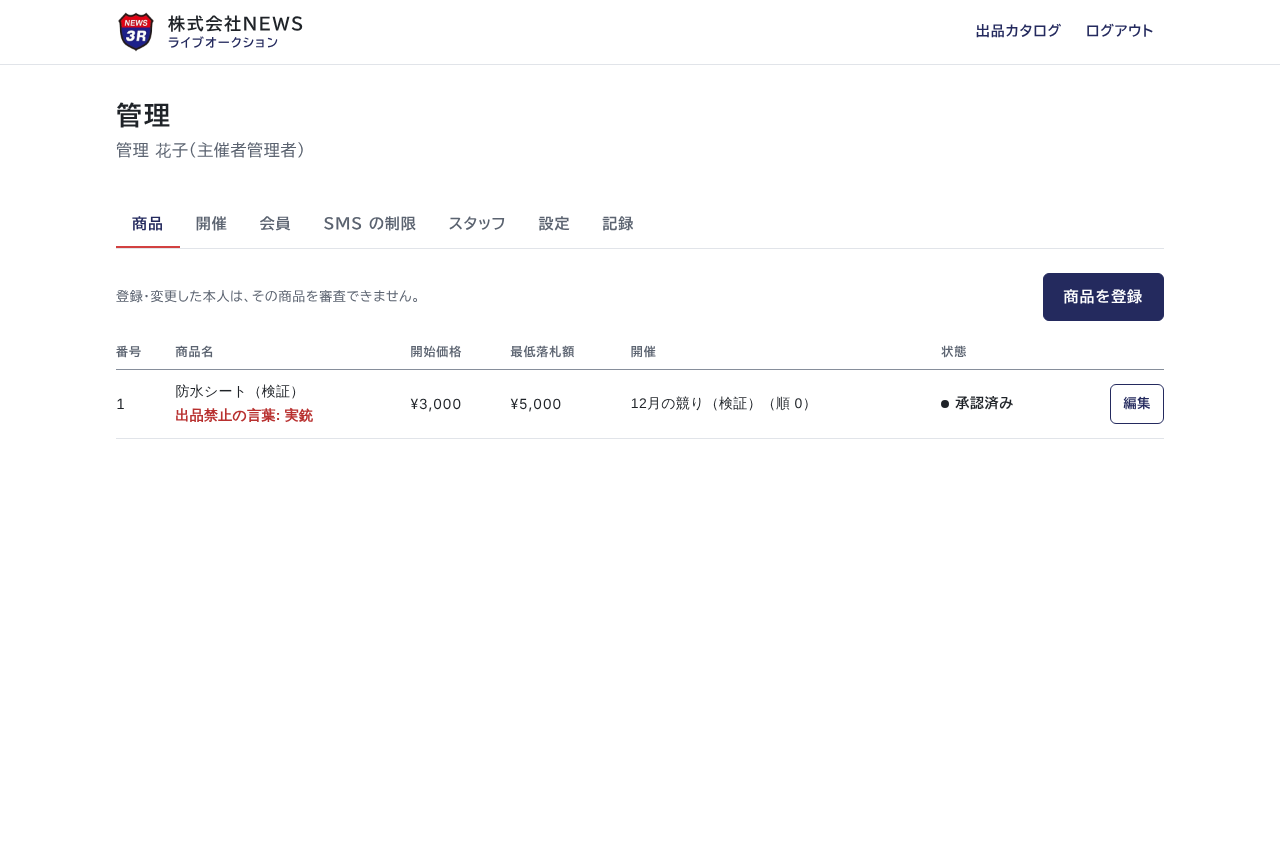 NEWS
3R
株式会社NEWS
ライブオークション
出品カタログ ログアウト
管理
管理 花子（主催者管理者）
商品 開催 会員 SMS の制限 スタッフ 設定 記録
登録・変更した本人は、その商品を審査できません。
商品を登録
番号 商品名 開始価格 最低落札額 開催 状態
1 防水シート（検証） ¥3,000 ¥5,000 12月の競り（検証）（順 0） 承認済み 編集
出品禁止の言葉: 実銃